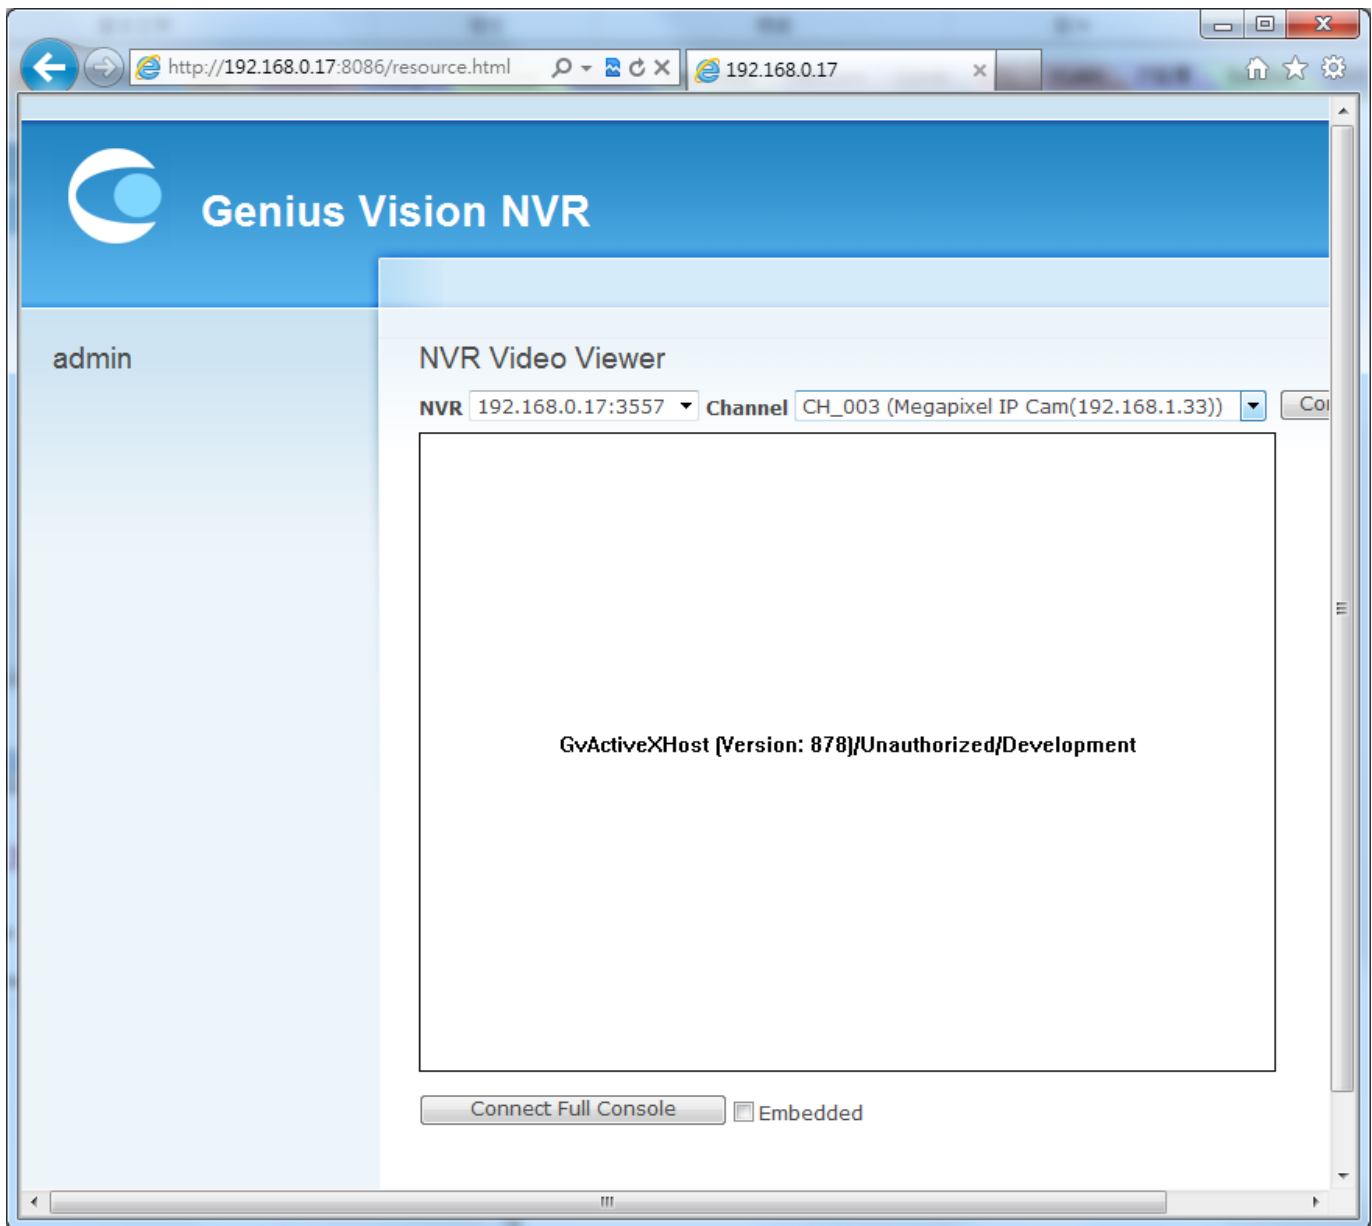 http://192.168.0.17:8086/resource.html
192.168.0.17
Genius Vision NVR
admin
NVR Video Viewer
NVR 192.168.0.17:3557 Channel CH_003 (Megapixel IP Cam(192.168.1.33))
GvActiveXHost (Version: 878)/Unauthorized/Development
Connect Full Console Embedded